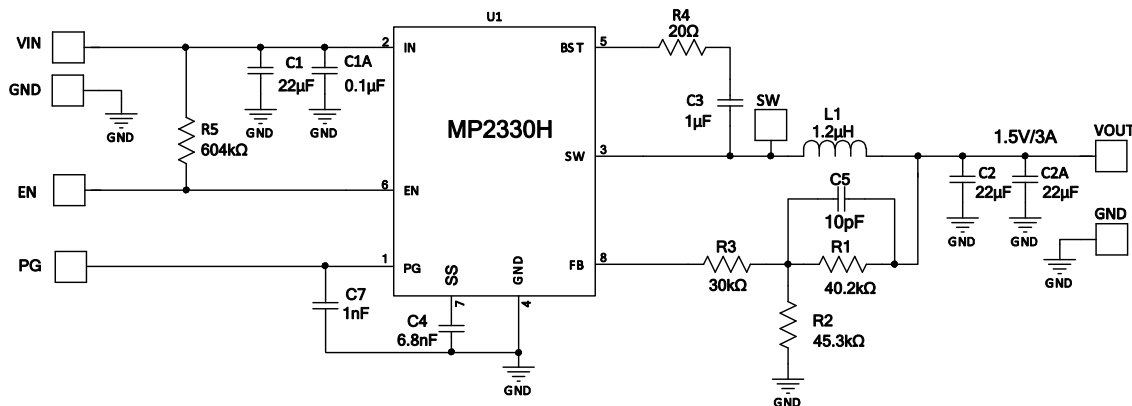 U1
VIN
2
IN
C1
22µF
C1A
0.1µF
GND
GND
GND
GND
R5
604kΩ
EN
6
EN
PG
1
PG
C7
1nF
SS
7
C4
6.8nF
GND
4
GND
MP2330H
BST
5
R4
20Ω
C3
1µF
SW
SW
3
L1
1.2µH
1.5V/3A
VOUT
C2
22µF
C2A
22µF
GND
GND
GND
GND
C5
10pF
FB
8
R3
30kΩ
R1
40.2kΩ
R2
45.3kΩ
GND